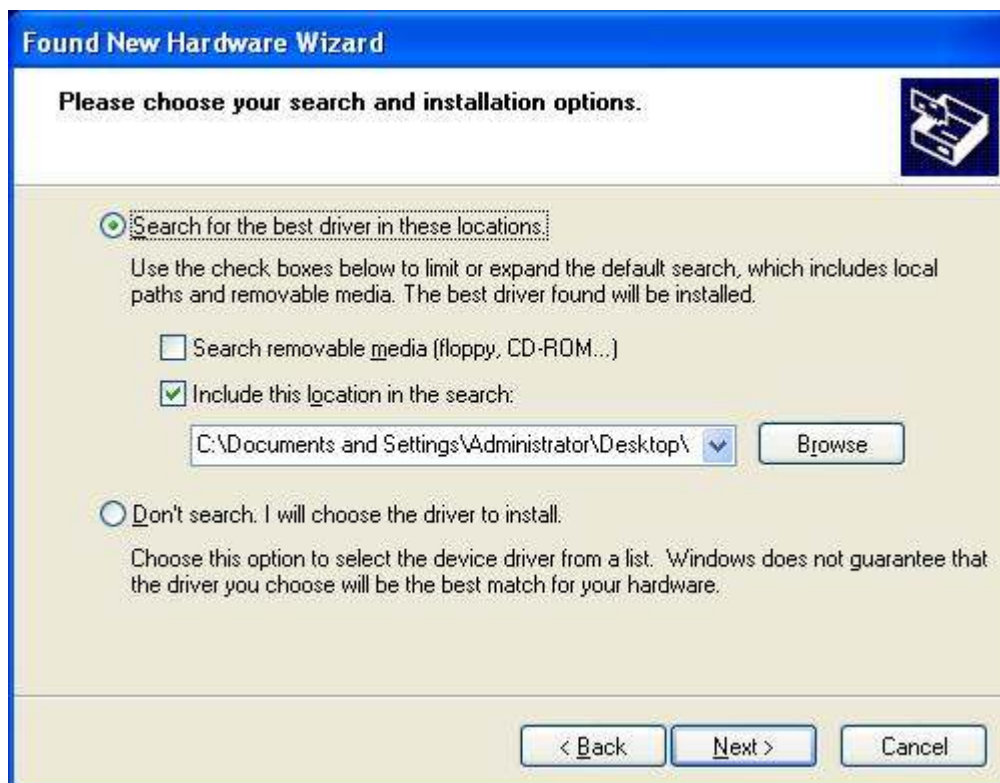 Found New Hardware Wizard
Please choose your search and installation options.
Search for the best driver in these locations.
Use the check boxes below to limit or expand the default search, which includes local
paths and removable media. The best driver found will be installed.
Search removable media (floppy, CD-ROM...)
Include this location in the search:
C:\Documents and Settings\Administrator\Desktop\
Browse
Don't search. I will choose the driver to install.
Choose this option to select the device driver from a list. Windows does not guarantee that
the driver you choose will be the best match for your hardware.
< Back
Next >
Cancel